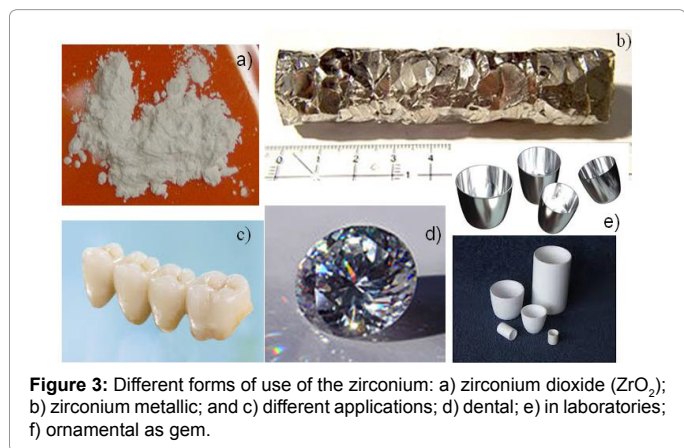 a)
b)
0 1 2 3 4
1
c)
d)
e)
Figure 3: Different forms of use of the zirconium: a) zirconium dioxide (ZrO₂);
b) zirconium metallic; and c) different applications; d) dental; e) in laboratories;
f) ornamental as gem.